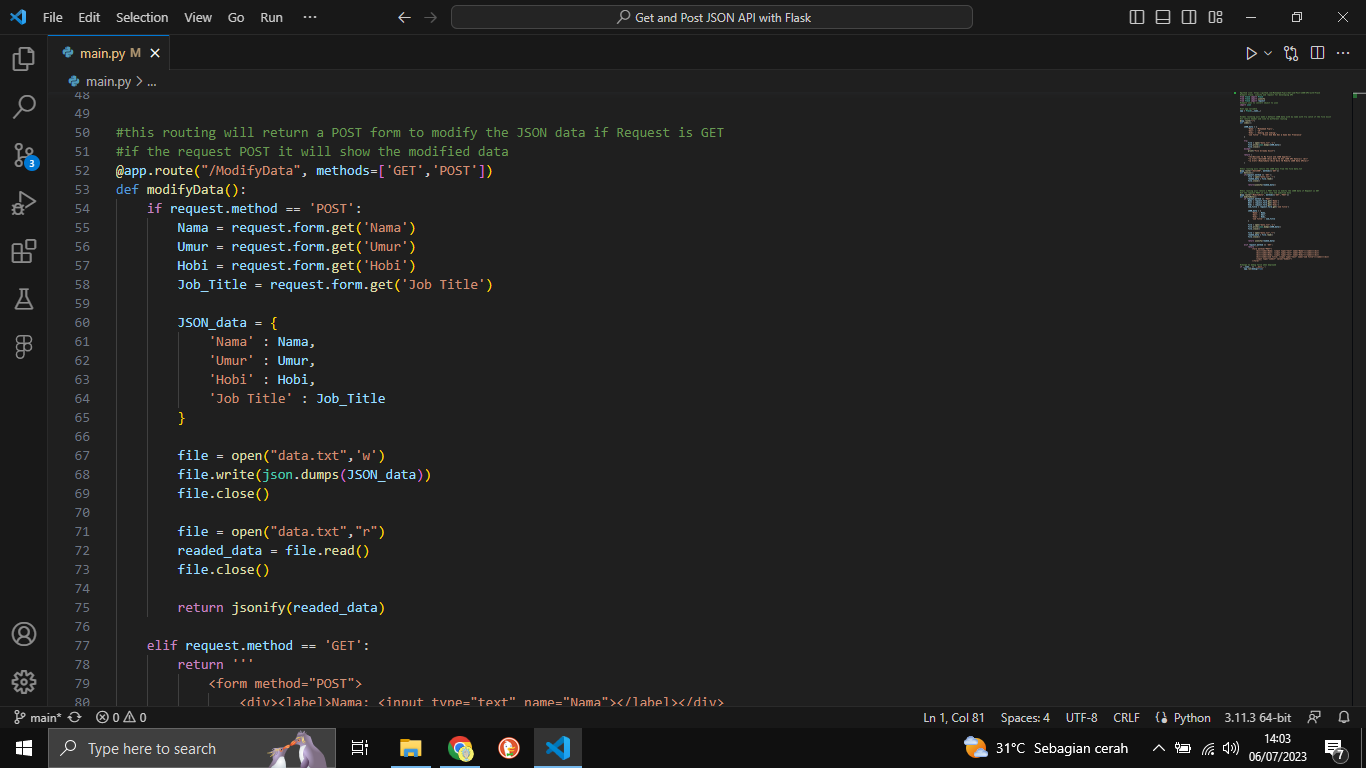 File Edit Selection View Go Run ··· Get and Post JSON API with Flask
main.py M
main.py > ...
48
49
50 #this routing will return a POST form to modify the JSON data if Request is GET
51 #if the request POST it will show the modified data
52 @app.route("/ModifyData", methods=['GET','POST'])
53 def modifyData():
54     if request.method == 'POST':
55         Nama = request.form.get('Nama')
56         Umur = request.form.get('Umur')
57         Hobi = request.form.get('Hobi')
58         Job_Title = request.form.get('Job Title')
59
60         JSON_data = {
61             'Nama' : Nama,
62             'Umur' : Umur,
63             'Hobi' : Hobi,
64             'Job Title' : Job_Title
65         }
66
67         file = open("data.txt",'w')
68         file.write(json.dumps(JSON_data))
69         file.close()
70
71         file = open("data.txt","r")
72         readed_data = file.read()
73         file.close()
74
75         return jsonify(readed_data)
76
77     elif request.method == 'GET':
78         return '''
79             <form method="POST">
80                 <div><label>Nama: <input type="text" name="Nama"></label></div>
3
main* 0 0 Ln 1, Col 81 Spaces: 4 UTF-8 CRLF Python 3.11.3 64-bit
Type here to search 31°C Sebagian cerah 14:03
06/07/2023 7